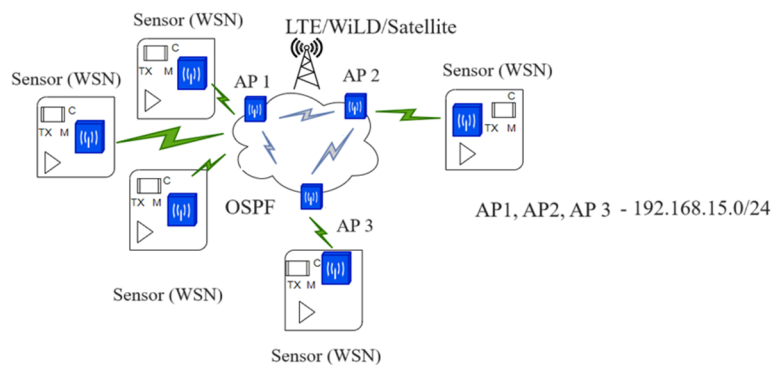 Sensor (WSN)
C
TX M
LTE/WiLD/Satellite
Sensor (WSN)
C
TX M
AP 1
AP 2
Sensor (WSN)
C
TX M
C
TX M
Sensor (WSN)
OSPF
AP 3
AP1, AP2, AP 3 - 192.168.15.0/24
C
TX M
Sensor (WSN)